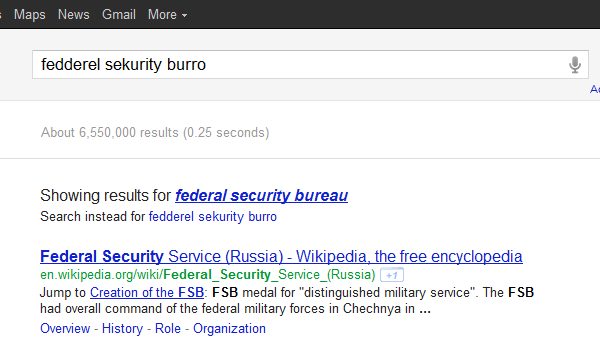 Maps News Gmail More
fedderel sekurity burro
About 6,550,000 results (0.25 seconds)
Showing results for federal security bureau
Search instead for fedderel sekurity burro
Federal Security Service (Russia) - Wikipedia, the free encyclopedia
en.wikipedia.org/wiki/Federal_Security_Service_(Russia) +1
Jump to Creation of the FSB: FSB medal for "distinguished military service". The FSB
had overall command of the federal military forces in Chechnya in ...
Overview - History - Role - Organization